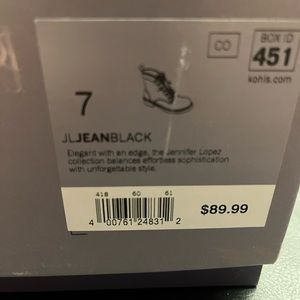 CO
BOX ID
451
kohls.com
7
JLJEANBLACK
Elegant with an edge, the Jennifer Lopez
collection balances effortless sophistication
with unforgettable style.
418 60 61
4 00761 24831 2
$89.99